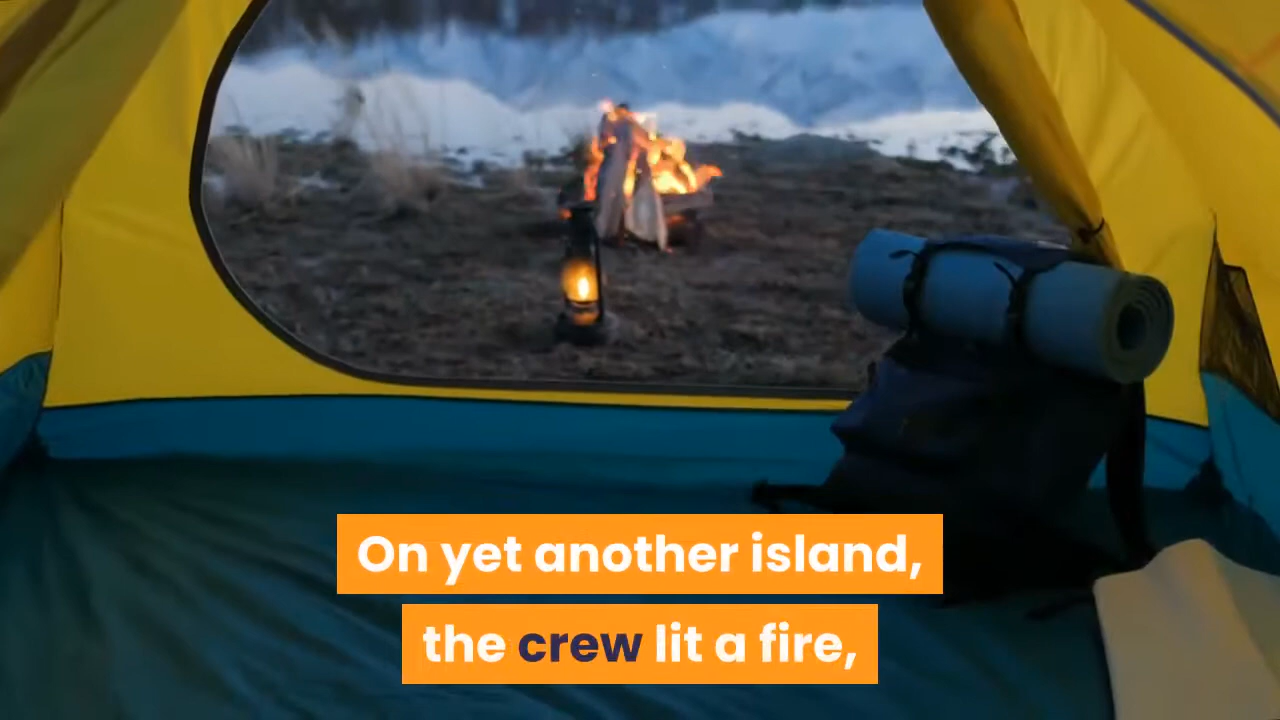 On yet another island,
the crew lit a fire,